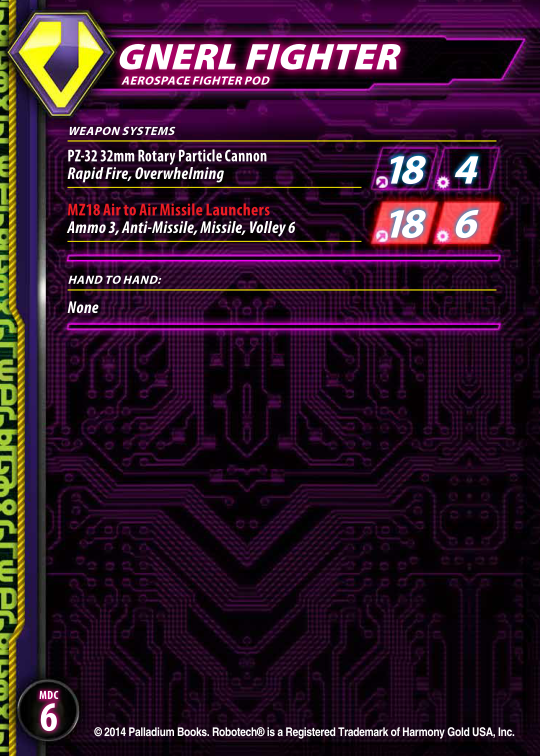 GNERL FIGHTER
AEROSPACE FIGHTER POD
WEAPON SYSTEMS
PZ-32 32mm Rotary Particle Cannon
Rapid Fire, Overwhelming
18 4
MZ18 Air to Air Missile Launchers
Ammo 3, Anti-Missile, Missile, Volley 6
18 6
HAND TO HAND:
None
MDC
6
© 2014 Palladium Books. Robotech® is a Registered Trademark of Harmony Gold USA, Inc.